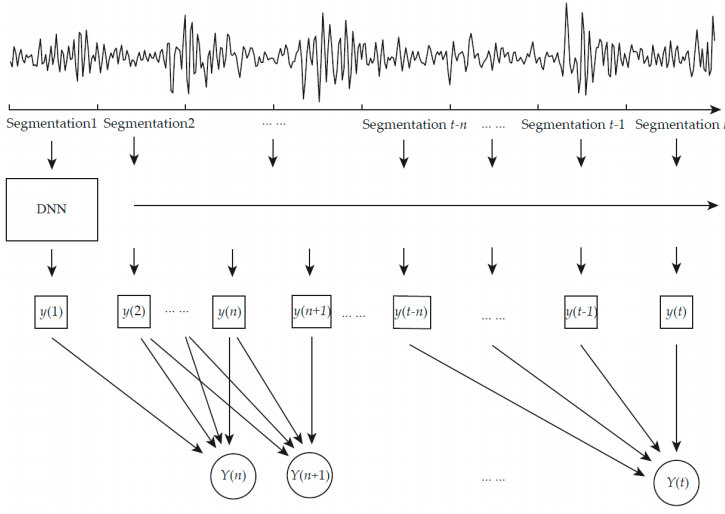 Segmentation1 Segmentation2 ... ... Segmentation t-n ... ... Segmentation t-1 Segmentation
DNN
y(1) y(2) ... ... y(n) y(n+1) ... ... y(t-n) ... ... y(t-1) y(t)
Y(n) Y(n+1) ... ... Y(t)